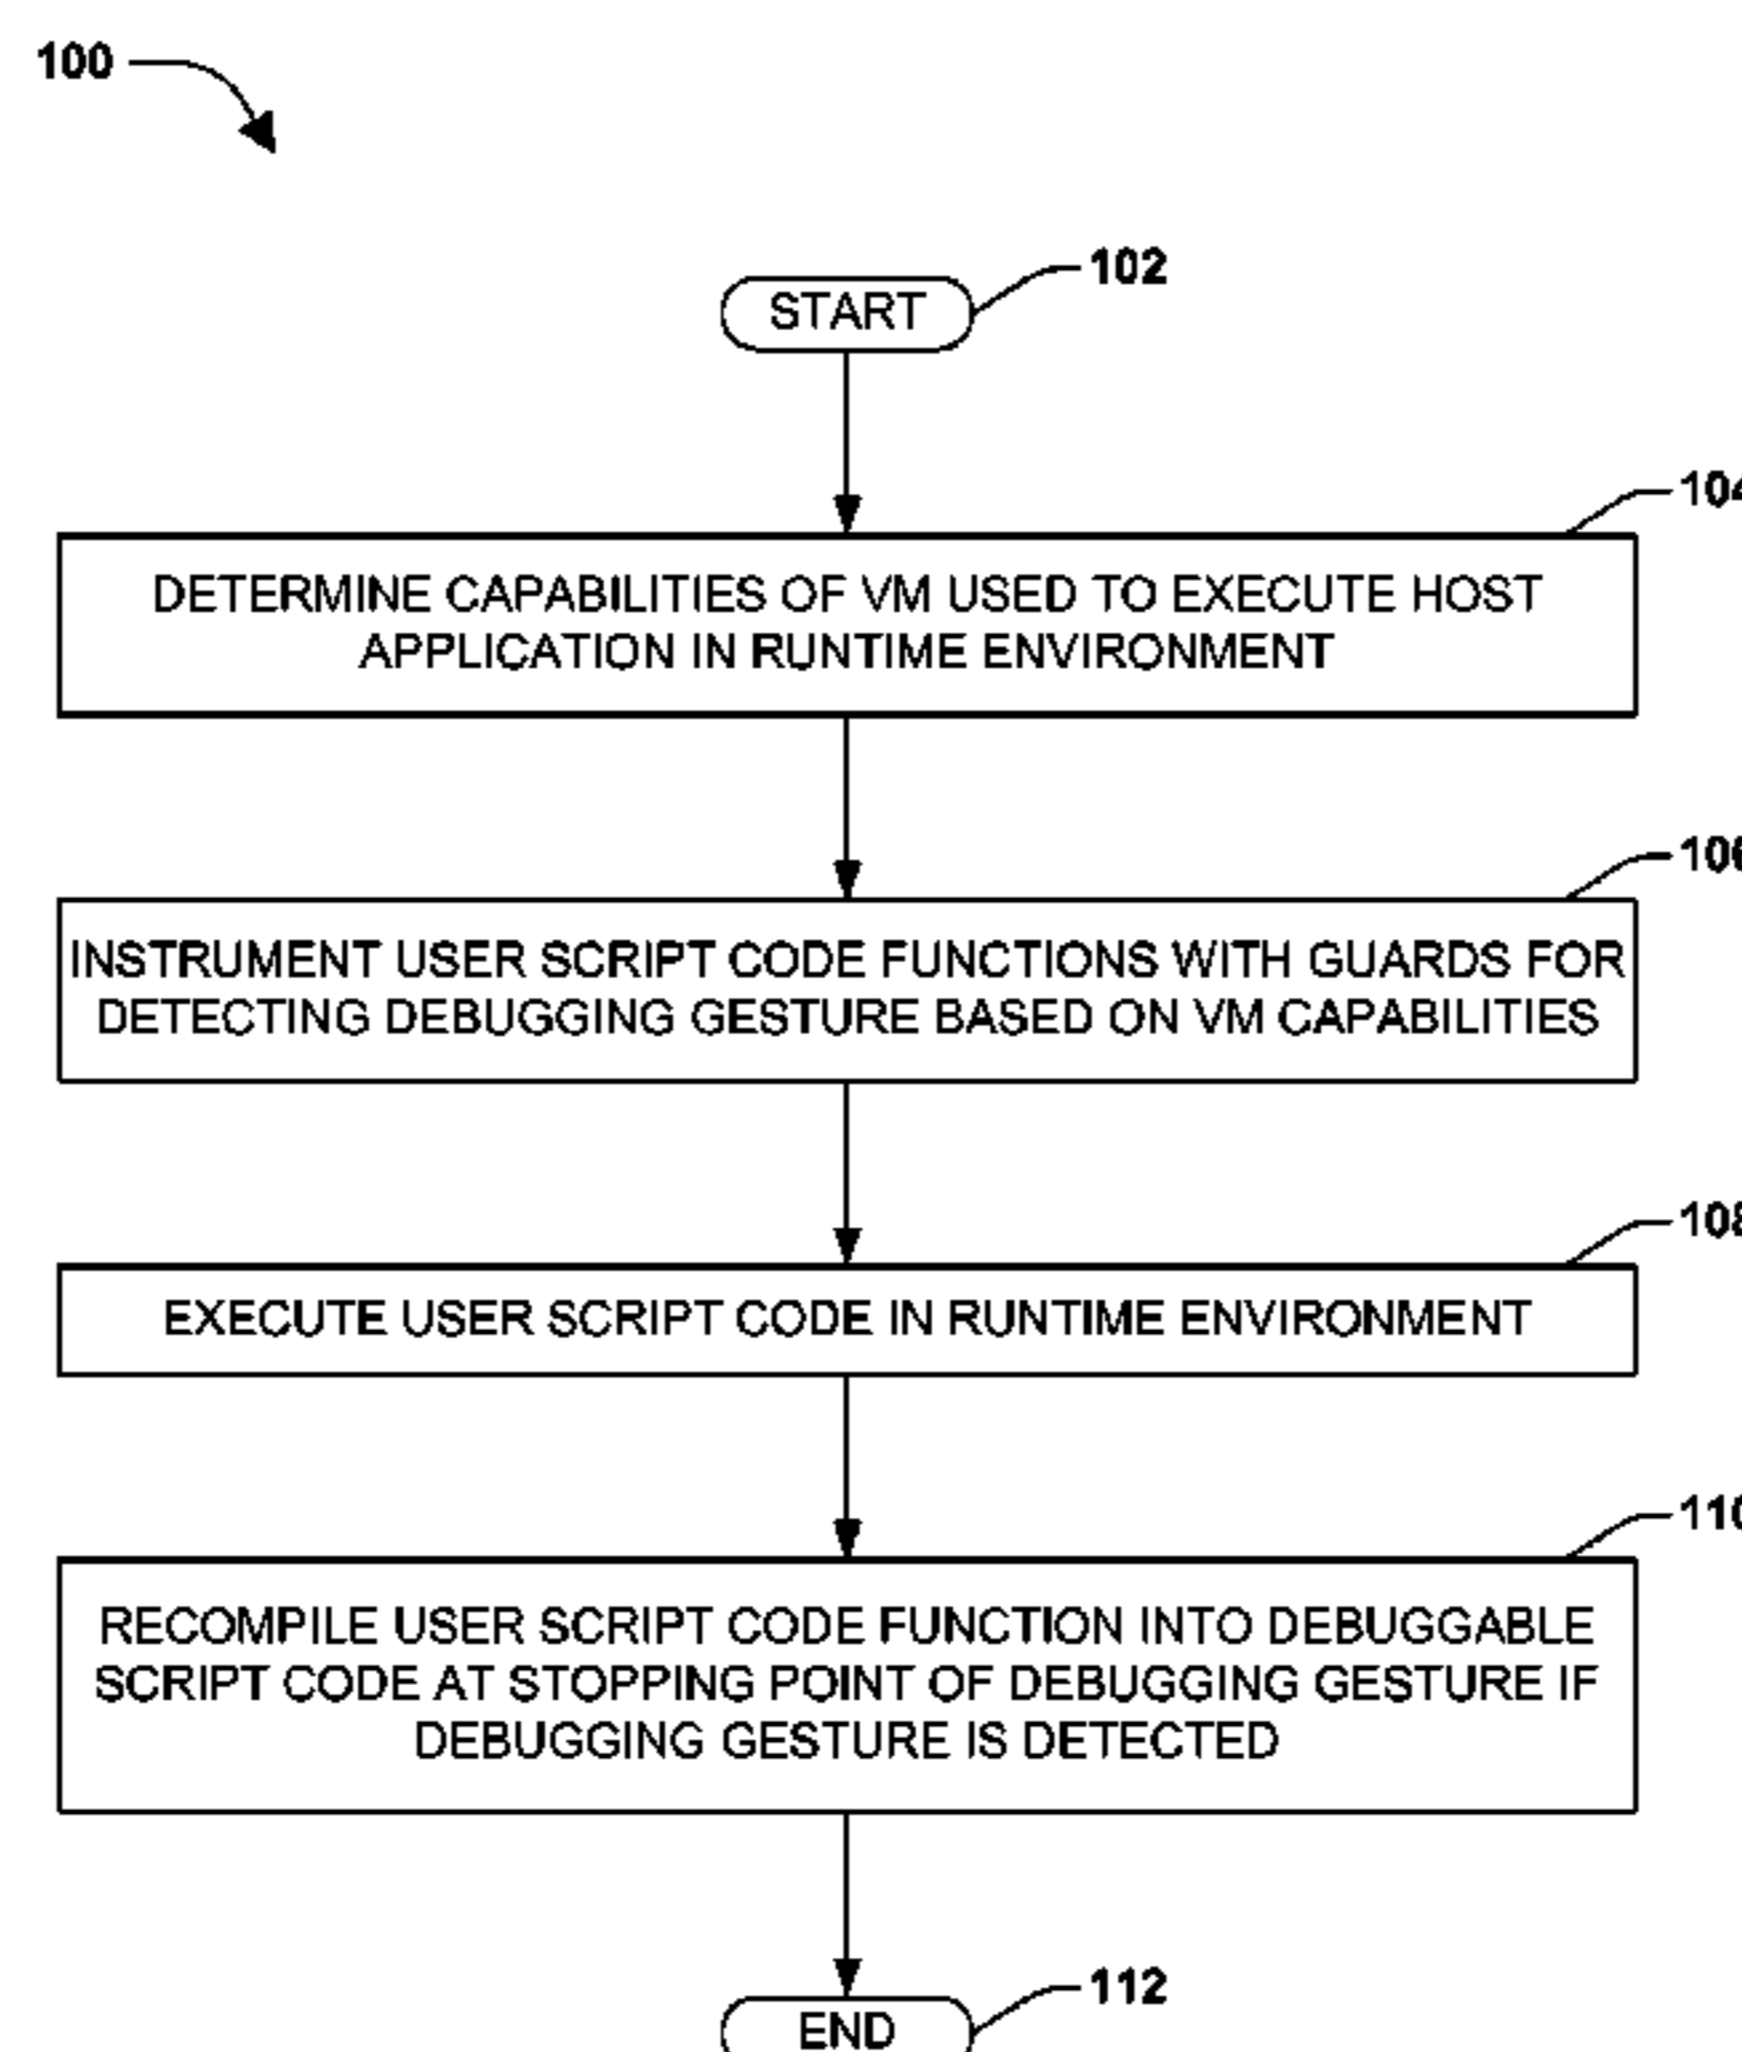 100
102
START
104
DETERMINE CAPABILITIES OF VM USED TO EXECUTE HOST
APPLICATION IN RUNTIME ENVIRONMENT
106
INSTRUMENT USER SCRIPT CODE FUNCTIONS WITH GUARDS FOR
DETECTING DEBUGGING GESTURE BASED ON VM CAPABILITIES
108
EXECUTE USER SCRIPT CODE IN RUNTIME ENVIRONMENT
110
RECOMPILE USER SCRIPT CODE FUNCTION INTO DEBUGGABLE
SCRIPT CODE AT STOPPING POINT OF DEBUGGING GESTURE IF
DEBUGGING GESTURE IS DETECTED
112
END